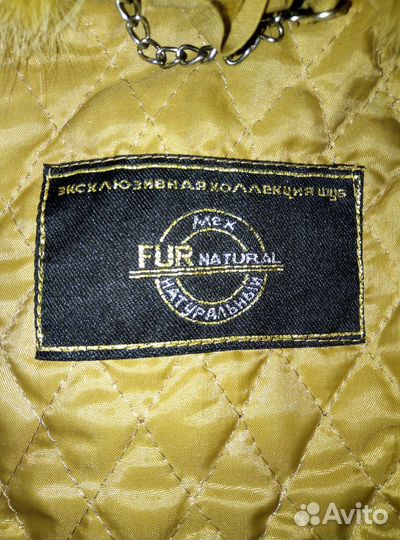 ЭКСКЛЮЗИВНАЯ КОЛЛЕКЦИЯ ШУБ
Мех
FUR NATURAL
НАТУРАЛЬНЫЙ
Avito